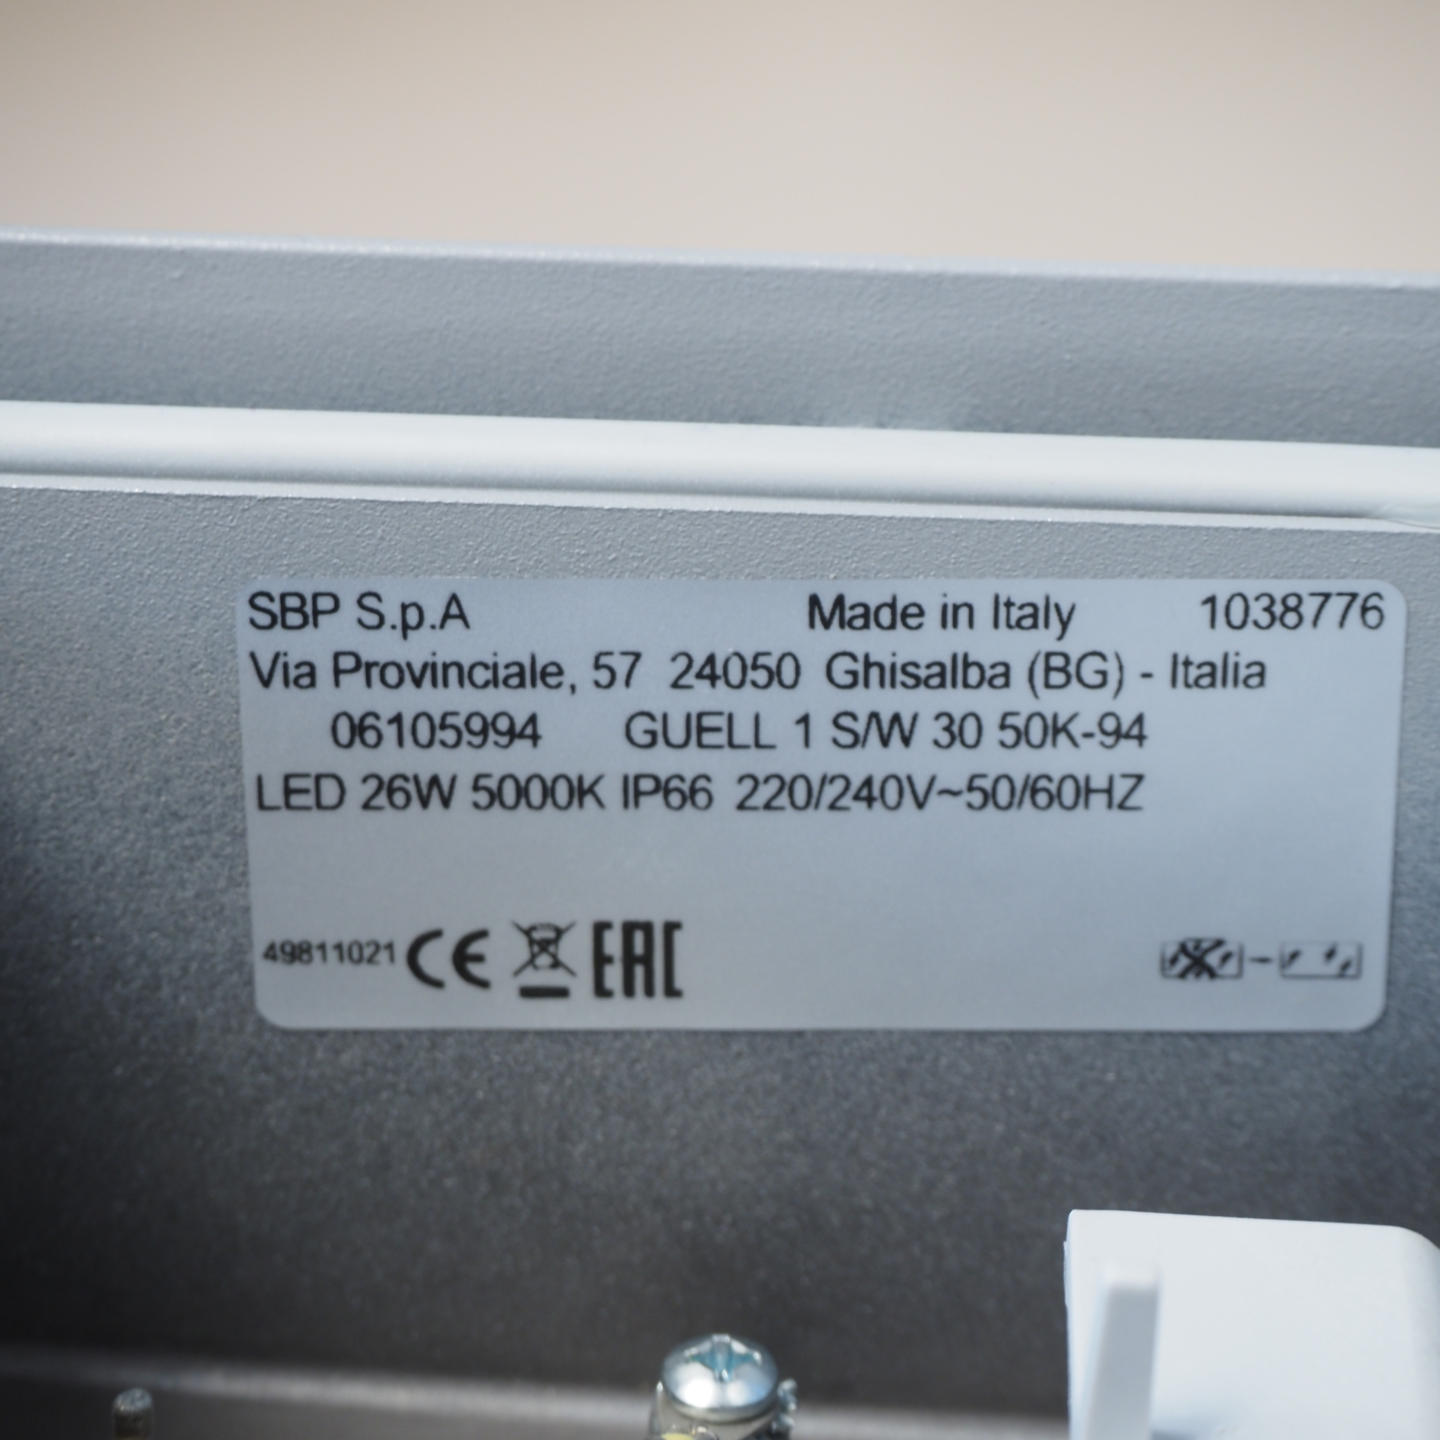 SBP S.p.A Made in Italy 1038776
Via Provinciale, 57 24050 Ghisalba (BG) - Italia
06105994 GUELL 1 S/W 30 50K-94
LED 26W 5000K IP66 220/240V~50/60HZ
49811021 CE EAC